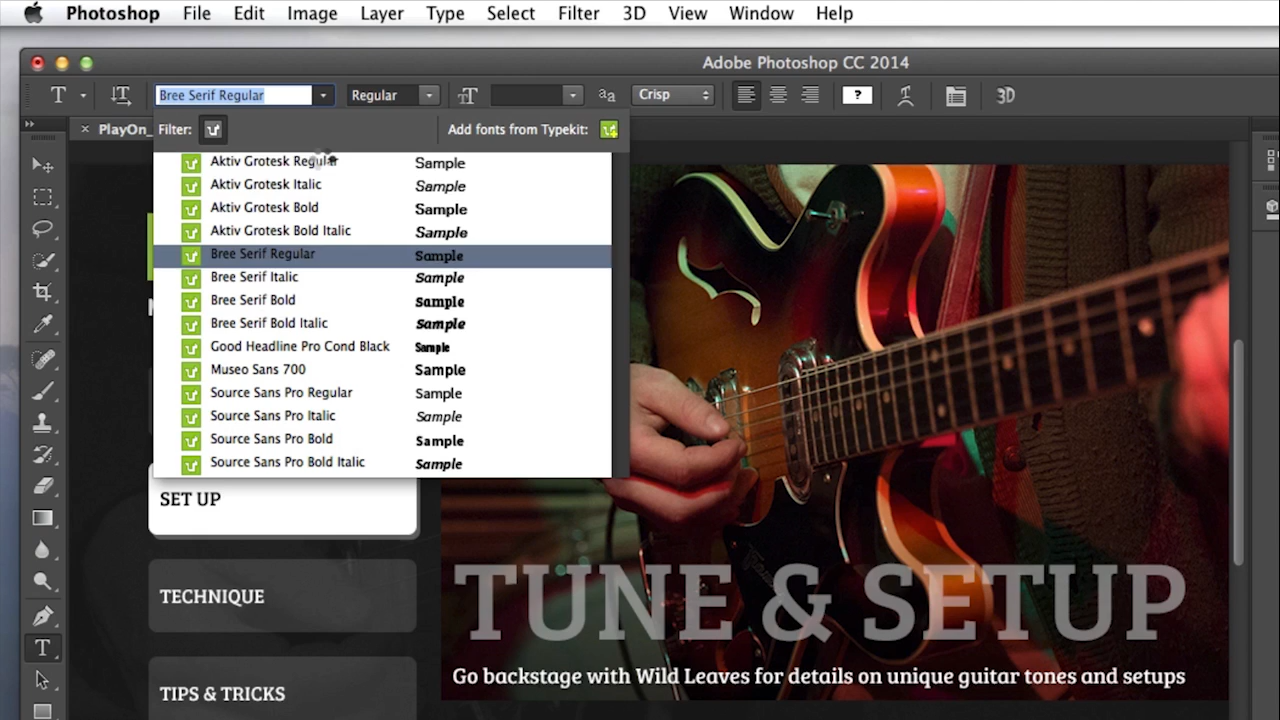 Photoshop File Edit Image Layer Type Select Filter 3D View Window Help
Adobe Photoshop CC 2014
T T Bree Serif Regular Regular TT aa Crisp ? 3D
× PlayOn_ Filter: Add fonts from Typekit:
Aktiv Grotesk Regular Sample
Aktiv Grotesk Italic Sample
Aktiv Grotesk Bold Sample
Aktiv Grotesk Bold Italic Sample
Bree Serif Regular Sample
Bree Serif Italic Sample
Bree Serif Bold Sample
Bree Serif Bold Italic Sample
Good Headline Pro Cond Black Sample
Museo Sans 700 Sample
Source Sans Pro Regular Sample
Source Sans Pro Italic Sample
Source Sans Pro Bold Sample
Source Sans Pro Bold Italic Sample
SET UP
TECHNIQUE
TIPS & TRICKS
T
TUNE & SETUP
Go backstage with Wild Leaves for details on unique guitar tones and setups